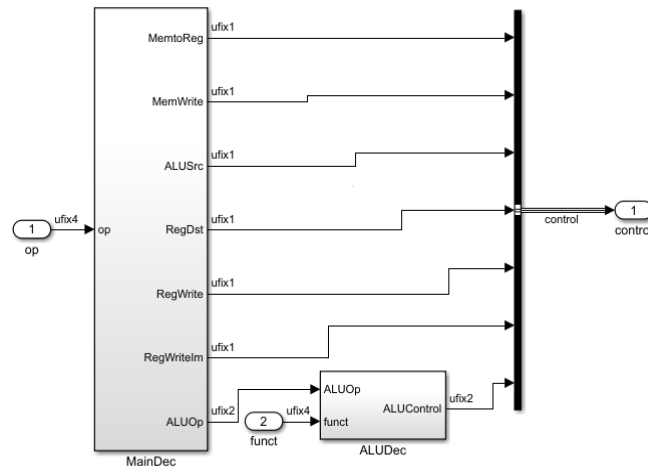 MemtoReg
ufix1
MemWrite
ufix1
ALUSrc
ufix1
1
op
ufix4
op
RegDst
ufix1
control
1
control
RegWrite
ufix1
RegWriteIm
ufix1
ALUOp
ufix2
2
funct
ufix4
ALUOp
funct
ALUControl
ufix2
MainDec
ALUDec